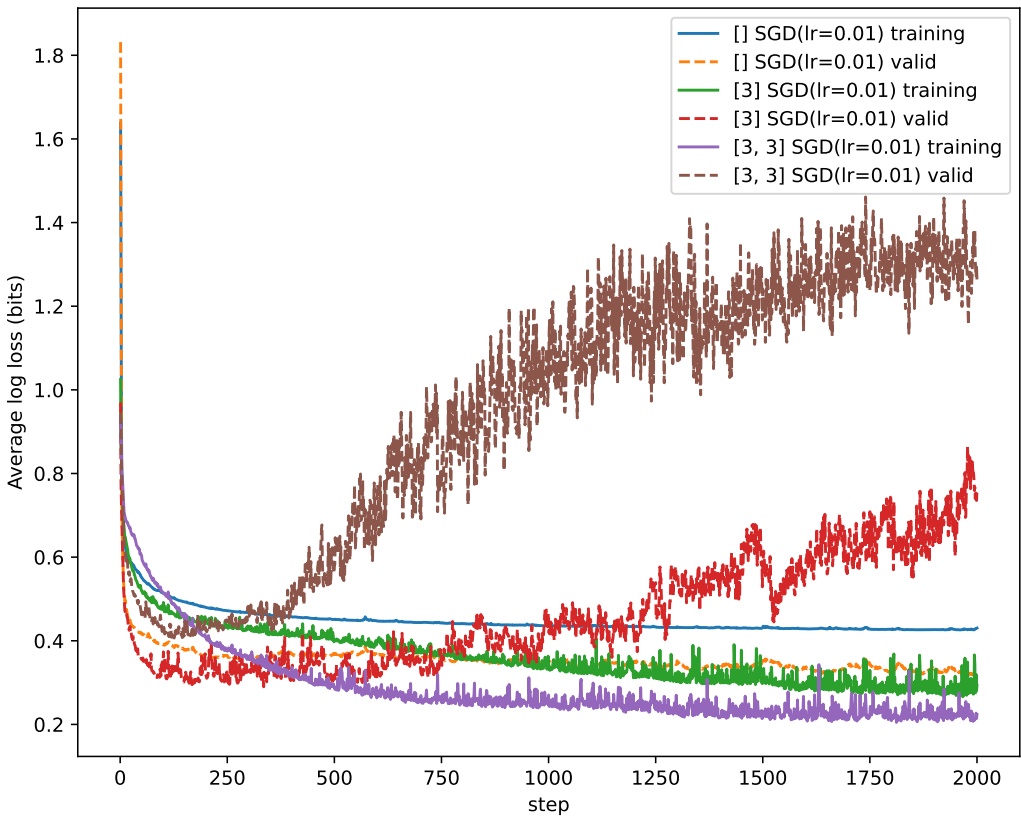 [] SGD(lr=0.01) training
[] SGD(lr=0.01) valid
[3] SGD(lr=0.01) training
[3] SGD(lr=0.01) valid
[3, 3] SGD(lr=0.01) training
[3, 3] SGD(lr=0.01) valid
Average log loss (bits)
1.8
1.6
1.4
1.2
1.0
0.8
0.6
0.4
0.2
0 250 500 750 1000 1250 1500 1750 2000
step